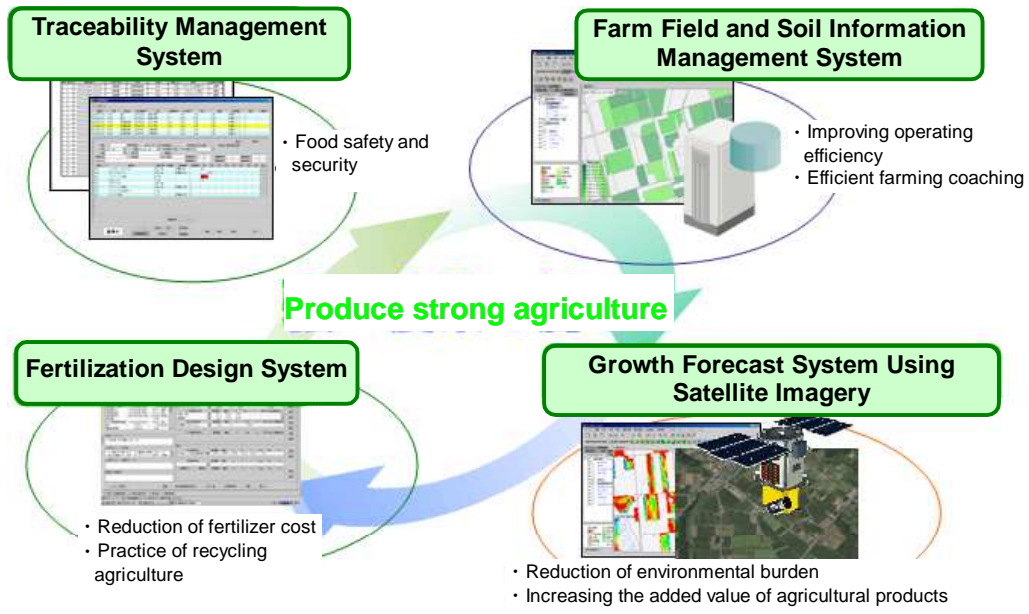 Traceability Management
System
・Food safety and
security
Farm Field and Soil Information
Management System
・Improving operating
efficiency
・Efficient farming coaching
Produce strong agriculture
Fertilization Design System
・Reduction of fertilizer cost
・Practice of recycling
agriculture
Growth Forecast System Using
Satellite Imagery
・Reduction of environmental burden
・Increasing the added value of agricultural products